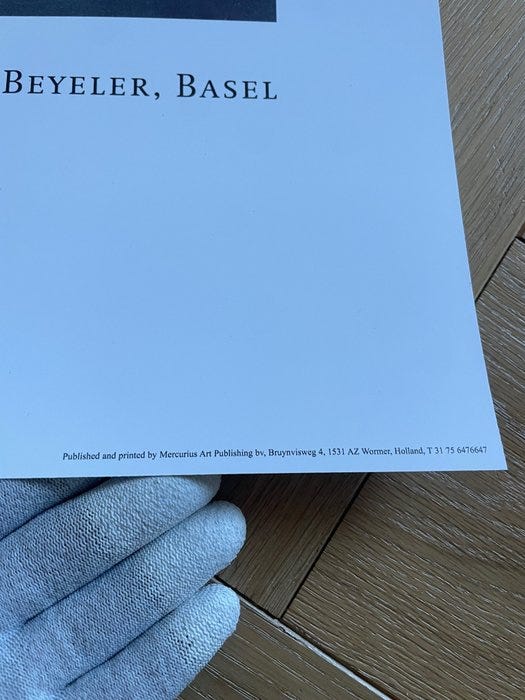 BEYELER, BASEL
Published and printed by Mercurius Art Publishing bv, Bruynvisweg 4, 1531 AZ Wormer, Holland, T 31 75 6476647